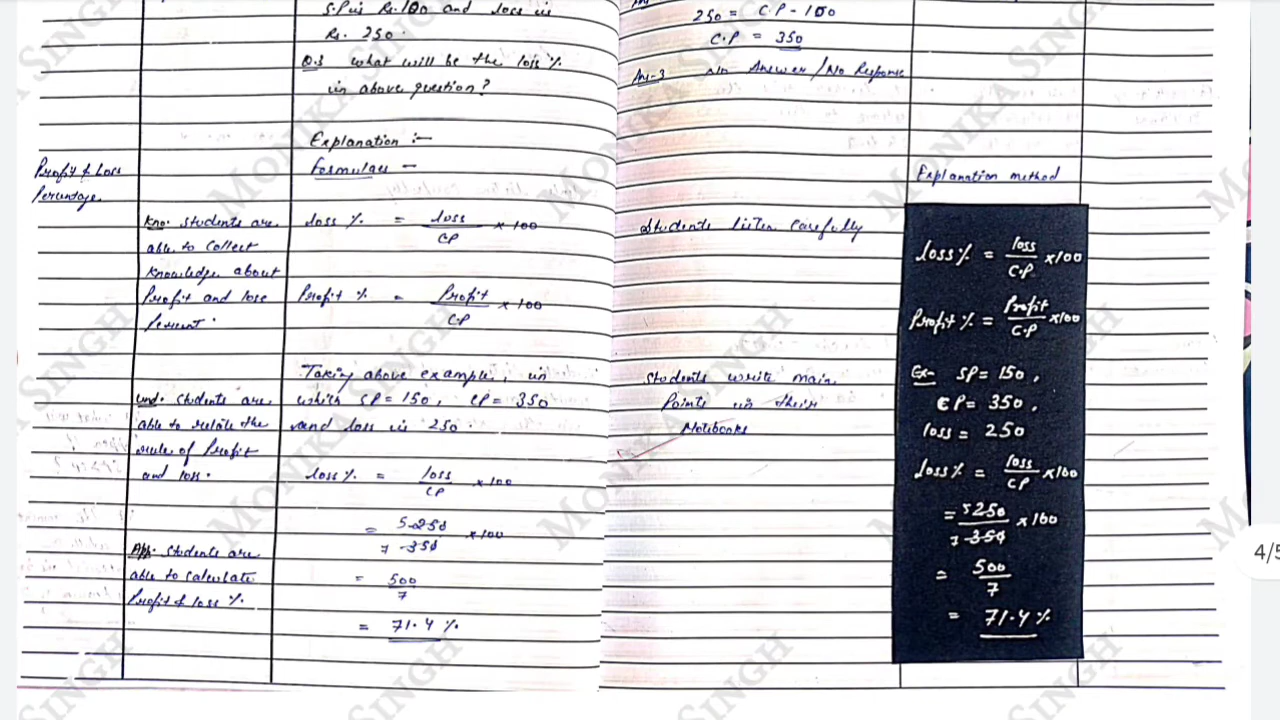 S.P is Rs.100 and loss is
Rs. 250.
Q.3 what will be the loss %
in above question?
Explanation :-
Formulaes -
Profit & Loss
Percentage.
Kno. Students are
able to collect
knowledge about
Profit and loss
Percent.
loss % = loss/CP × 100
Profit % = Profit/C.P × 100
Und. Students are
able to relate the
rule of Profit
and loss.
Taking above example, in
which SP = 150, CP = 350
and loss is 250.
loss % = loss/CP × 100
= 5 250/7 350 × 100
= 500/7
= 71.4 %
App. Students are
able to calculate
Profit & loss %.
250 = C.P - 100
C.P = 350
Ans-3 No Answer/No Response
Students listen carefully
Students write main
Points in their
Notebooks
Explanation method
loss % = loss/C.P × 100
Profit % = Profit/C.P × 100
Ex- SP = 150,
CP = 350,
loss = 250
loss % = loss/CP × 100
= 5 250/7 350 × 100
= 500/7
= 71.4 %
4/5
MONIKA SINGH